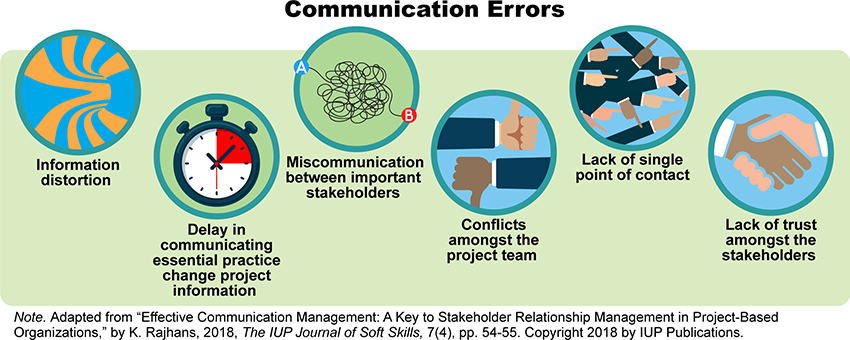 Communication Errors
Information
distortion
Delay in
communicating
essential practice
change project
information
A
B
Miscommunication
between important
stakeholders
Conflicts
amongst the
project team
Lack of single
point of contact
Lack of trust
amongst the
stakeholders
Note. Adapted from “Effective Communication Management: A Key to Stakeholder Relationship Management in Project-Based
Organizations,” by K. Rajhans, 2018, The IUP Journal of Soft Skills, 7(4), pp. 54-55. Copyright 2018 by IUP Publications.